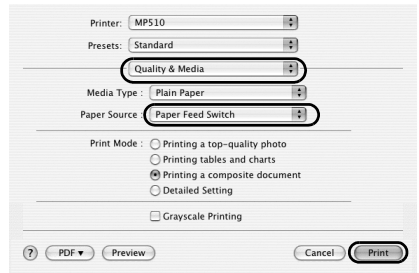 Printer: MP510
Presets: Standard
Quality & Media
Media Type : Plain Paper
Paper Source : Paper Feed Switch
Print Mode : Printing a top-quality photo
Printing tables and charts
Printing a composite document
Detailed Setting
Grayscale Printing
? PDF ▼ Preview Cancel Print